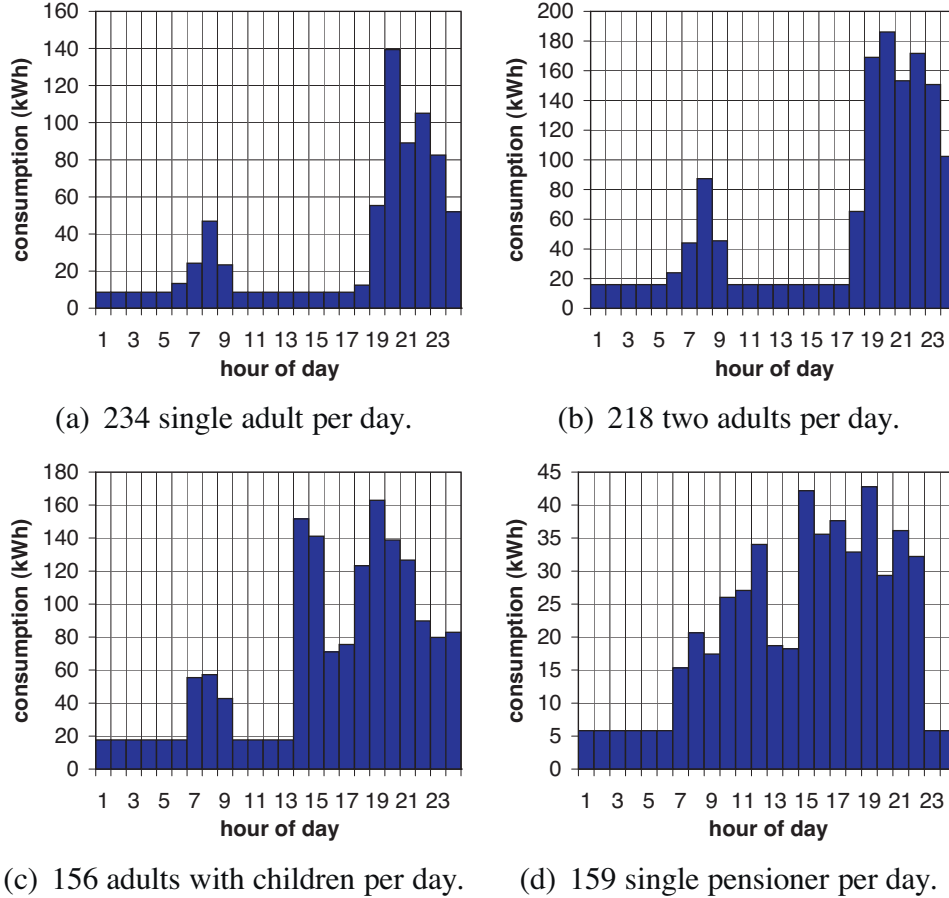 160
140
120
100
80
60
40
20
0
consumption (kWh)
1 3 5 7 9 11 13 15 17 19 21 23
hour of day
(a) 234 single adult per day.
200
180
160
140
120
100
80
60
40
20
0
consumption (kWh)
1 3 5 7 9 11 13 15 17 19 21 23
hour of day
(b) 218 two adults per day.
180
160
140
120
100
80
60
40
20
0
consumption (kWh)
1 3 5 7 9 11 13 15 17 19 21 23
hour of day
(c) 156 adults with children per day.
45
40
35
30
25
20
15
10
5
0
consumption (kWh)
1 3 5 7 9 11 13 15 17 19 21 23
hour of day
(d) 159 single pensioner per day.